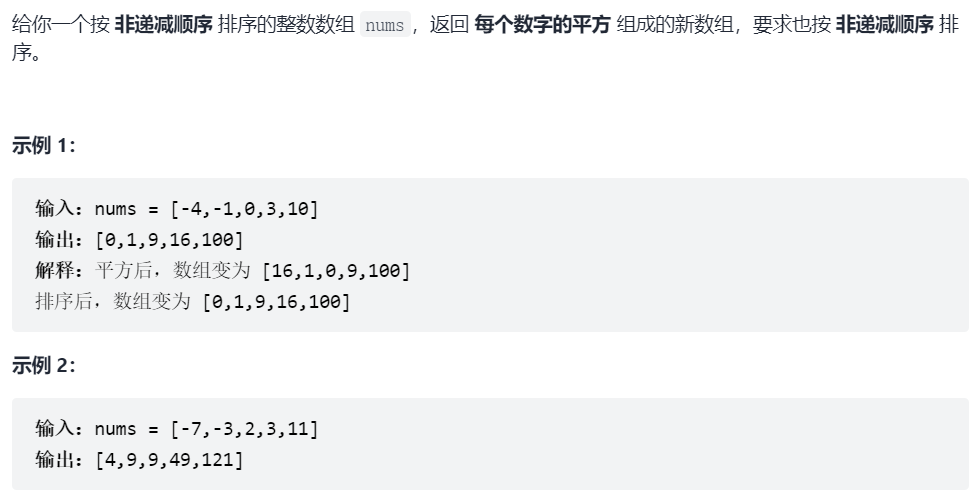 给你一个按 非递减顺序 排序的整数数组 nums，返回 每个数字的平方 组成的新数组，要求也按 非递减顺序 排
序。
示例 1：
输入：nums = [-4,-1,0,3,10]
输出：[0,1,9,16,100]
解释：平方后，数组变为 [16,1,0,9,100]
排序后，数组变为 [0,1,9,16,100]
示例 2：
输入：nums = [-7,-3,2,3,11]
输出：[4,9,9,49,121]